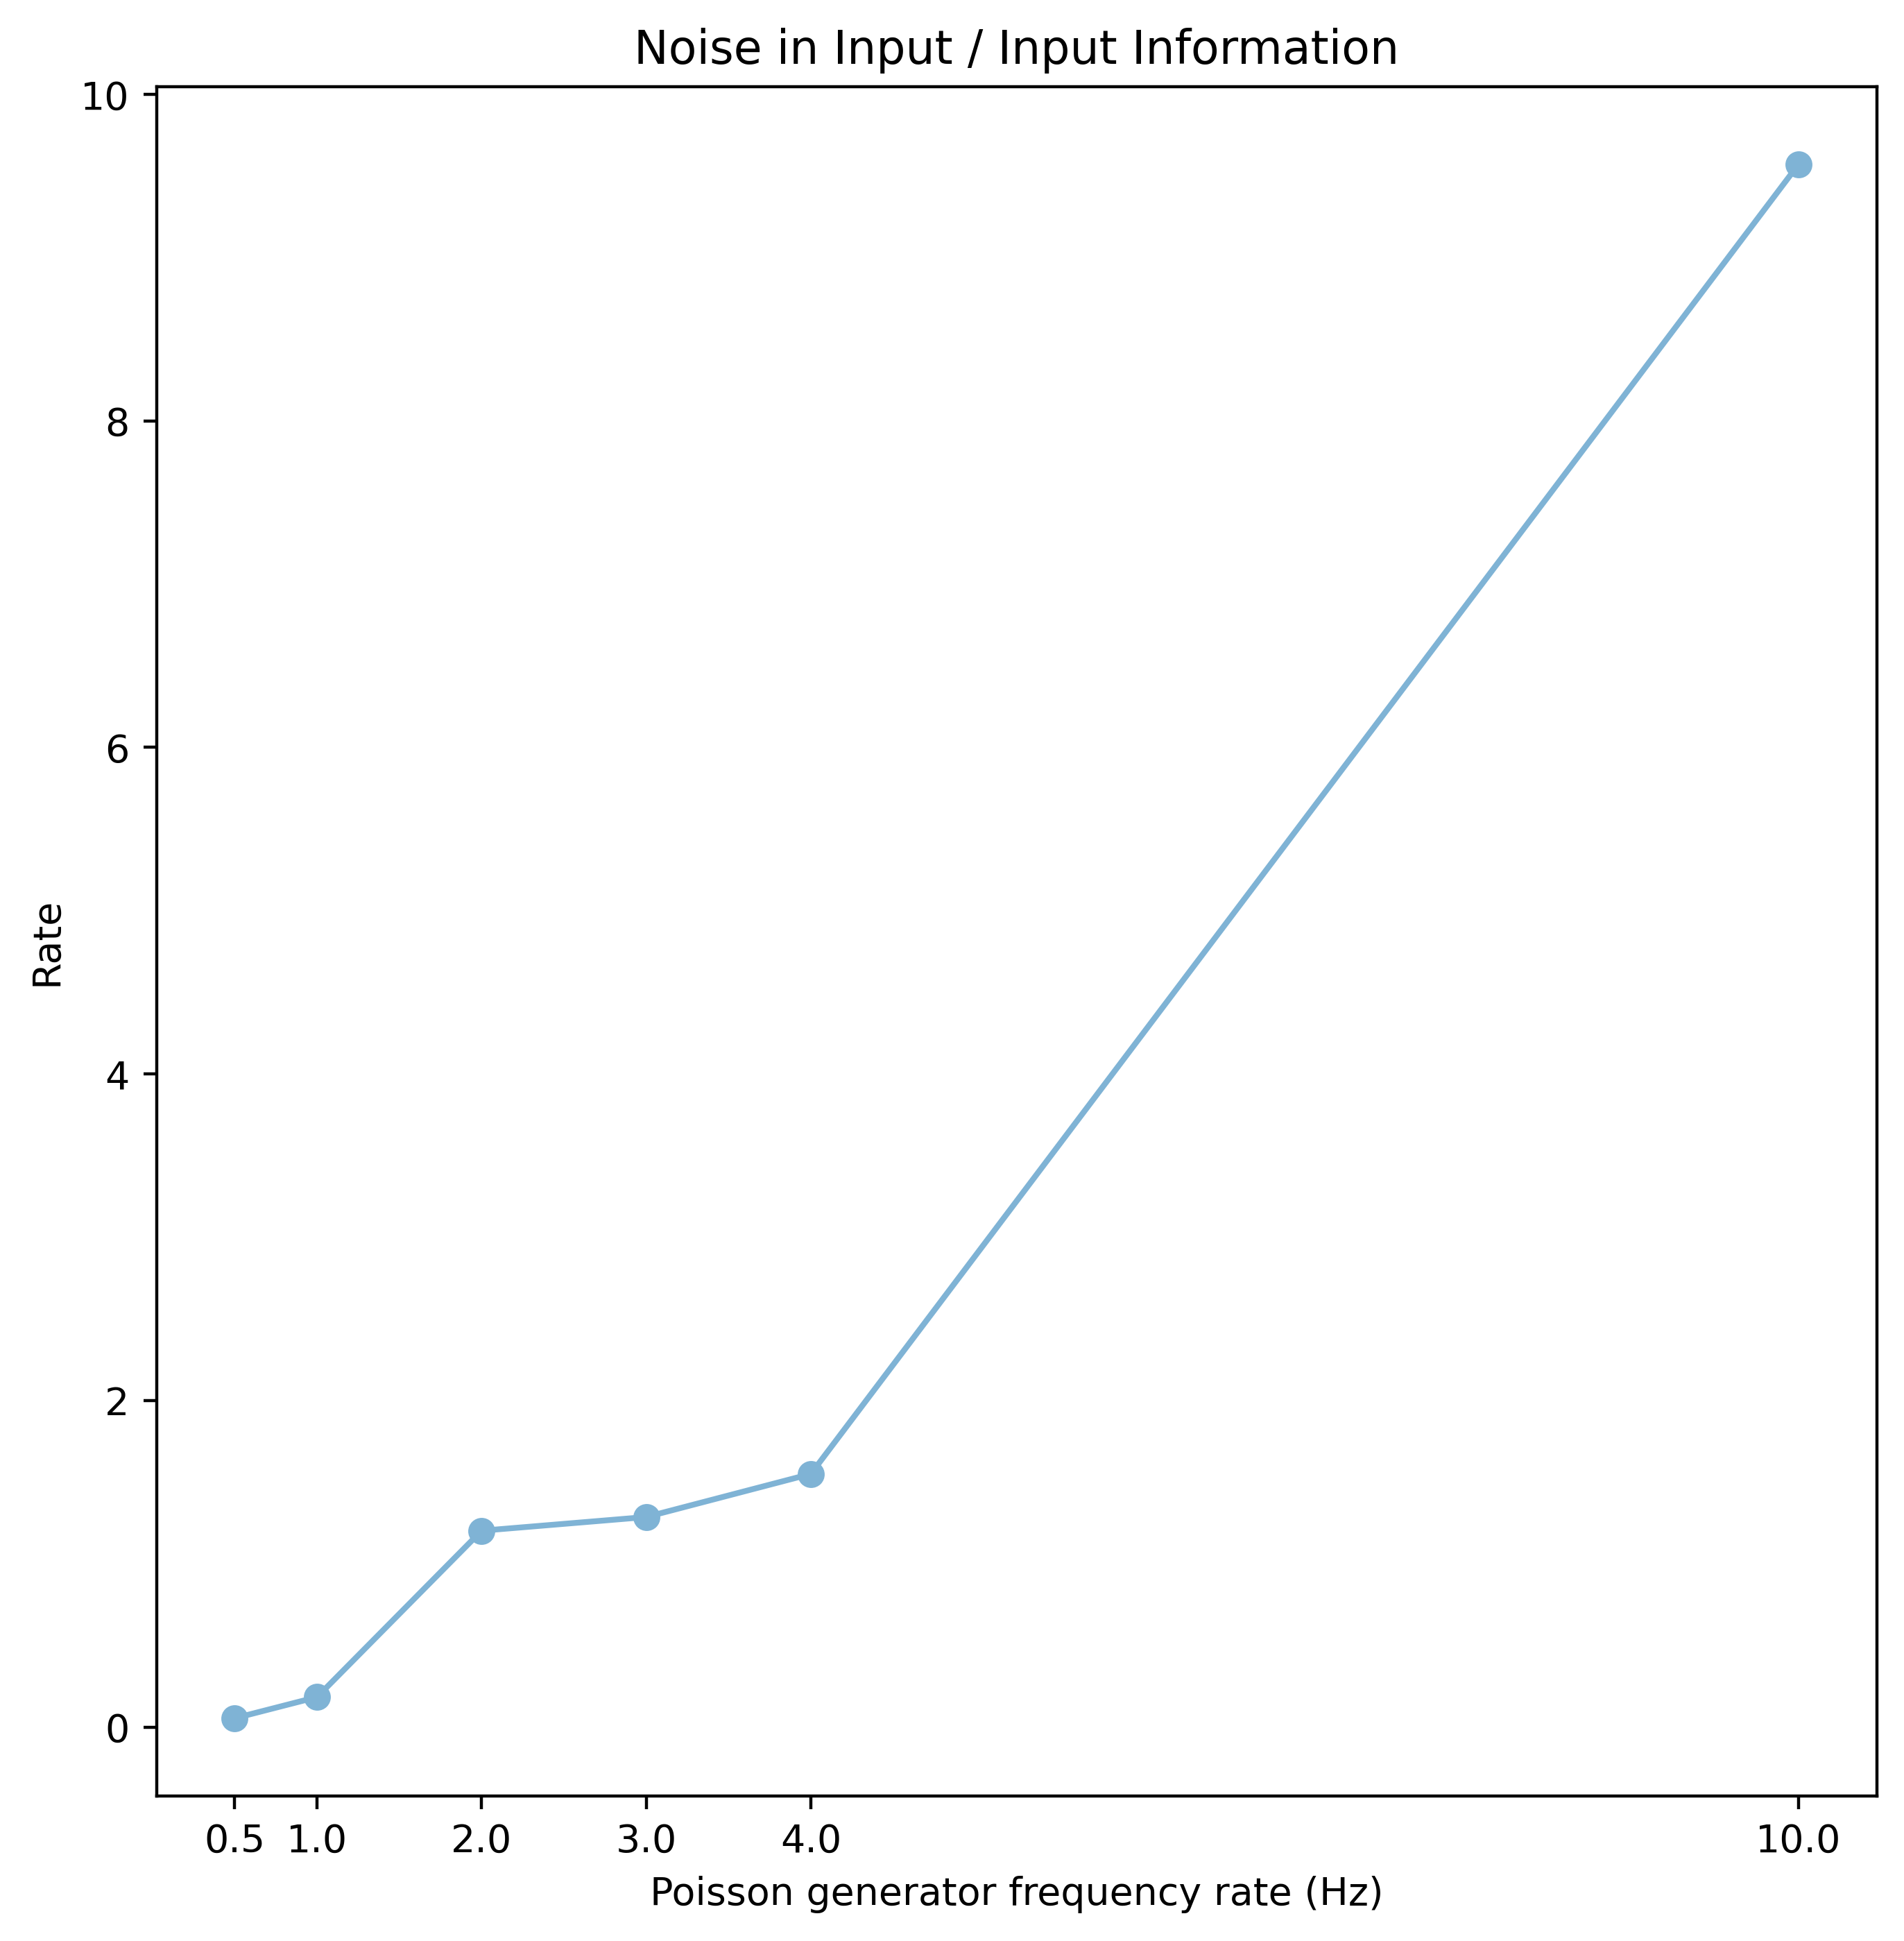 Noise in Input / Input Information
10
8
6
4
2
0
Rate
0.5 1.0 2.0 3.0 4.0 10.0
Poisson generator frequency rate (Hz)